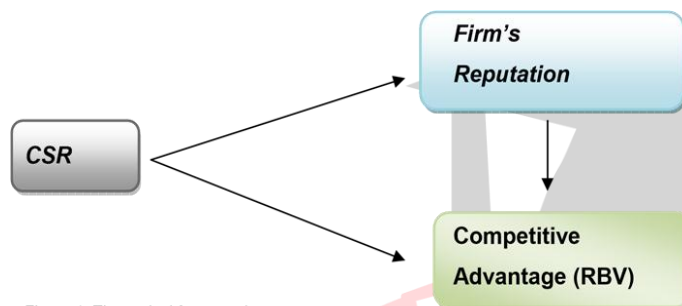 Firm's
Reputation
CSR
Competitive
Advantage (RBV)